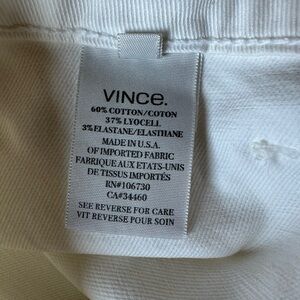 VINCE.
60% COTTON/COTON
37% LYOCELL
3% ELASTANE/ELASTHANE
MADE IN U.S.A.
OF IMPORTED FABRIC
FABRIQUE AUX ETATS-UNIS
DE TISSUS IMPORTÉS
RN#106730
CA#34460
SEE REVERSE FOR CARE
VIT REVERSE POUR SOIN